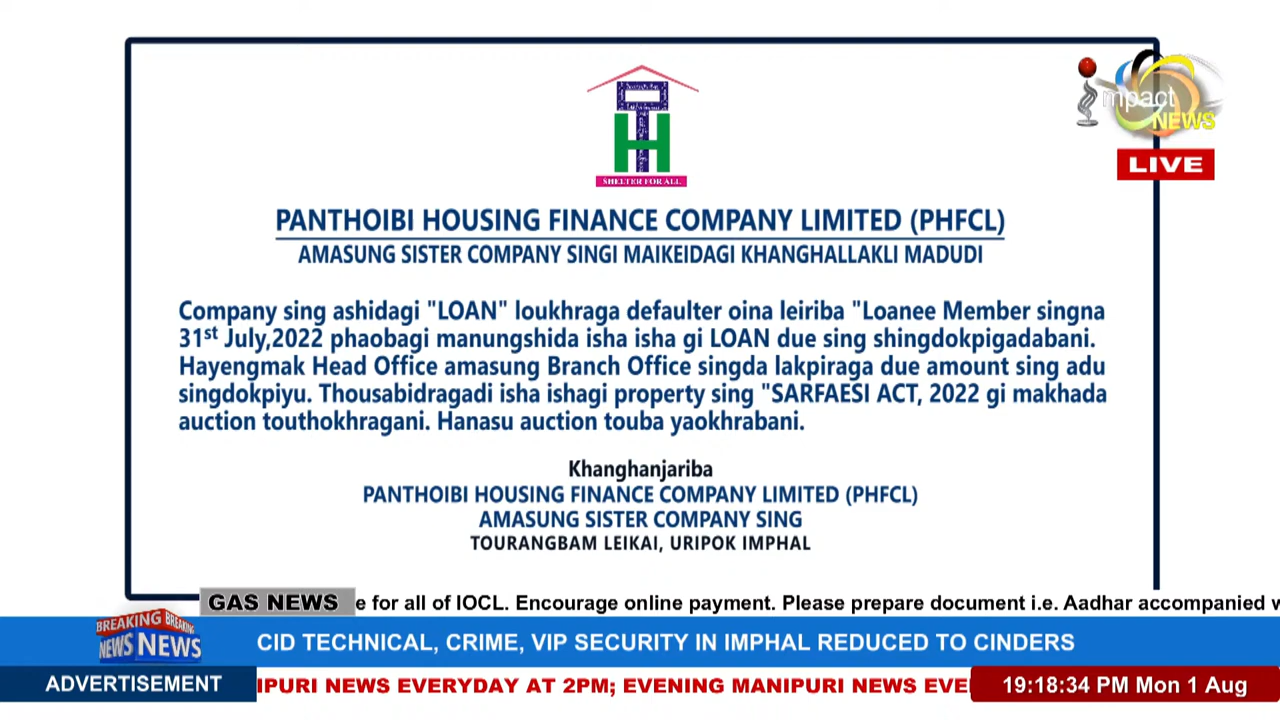 SHELTER FOR ALL
impact
NEWS
LIVE
PANTHOIBI HOUSING FINANCE COMPANY LIMITED (PHFCL)
AMASUNG SISTER COMPANY SINGI MAIKEIDAGI KHANGHALLAKLI MADUDI
Company sing ashidagi "LOAN" loukhraga defaulter oina leiriba "Loanee Member singna
31st July,2022 phaobagi manungshida isha isha gi LOAN due sing shingdokpigadabani.
Hayengmak Head Office amasung Branch Office singda lakpiraga due amount sing adu
singdokpiyu. Thousabidragadi isha ishagi property sing "SARFAESI ACT, 2022 gi makhada
auction touthokhragani. Hanasu auction touba yaokhrabani.
Khanghanjariba
PANTHOIBI HOUSING FINANCE COMPANY LIMITED (PHFCL)
AMASUNG SISTER COMPANY SING
TOURANGBAM LEIKAI, URIPOK IMPHAL
GAS NEWS e for all of IOCL. Encourage online payment. Please prepare document i.e. Aadhar accompanied w
BREAKING BREAKING
NEWS NEWS
CID TECHNICAL, CRIME, VIP SECURITY IN IMPHAL REDUCED TO CINDERS
ADVERTISEMENT IPURI NEWS EVERYDAY AT 2PM; EVENING MANIPURI NEWS EVE 19:18:34 PM Mon 1 Aug